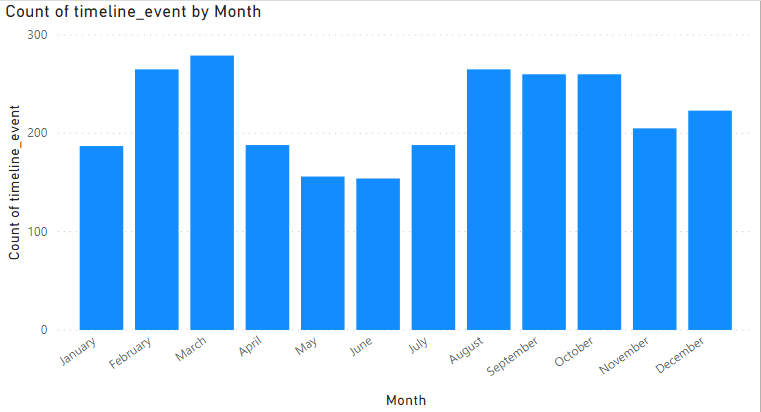 Count of timeline_event by Month
300
200
100
0
Count of timeline_event
January
February
March
April
May
June
July
August
September
October
November
December
Month